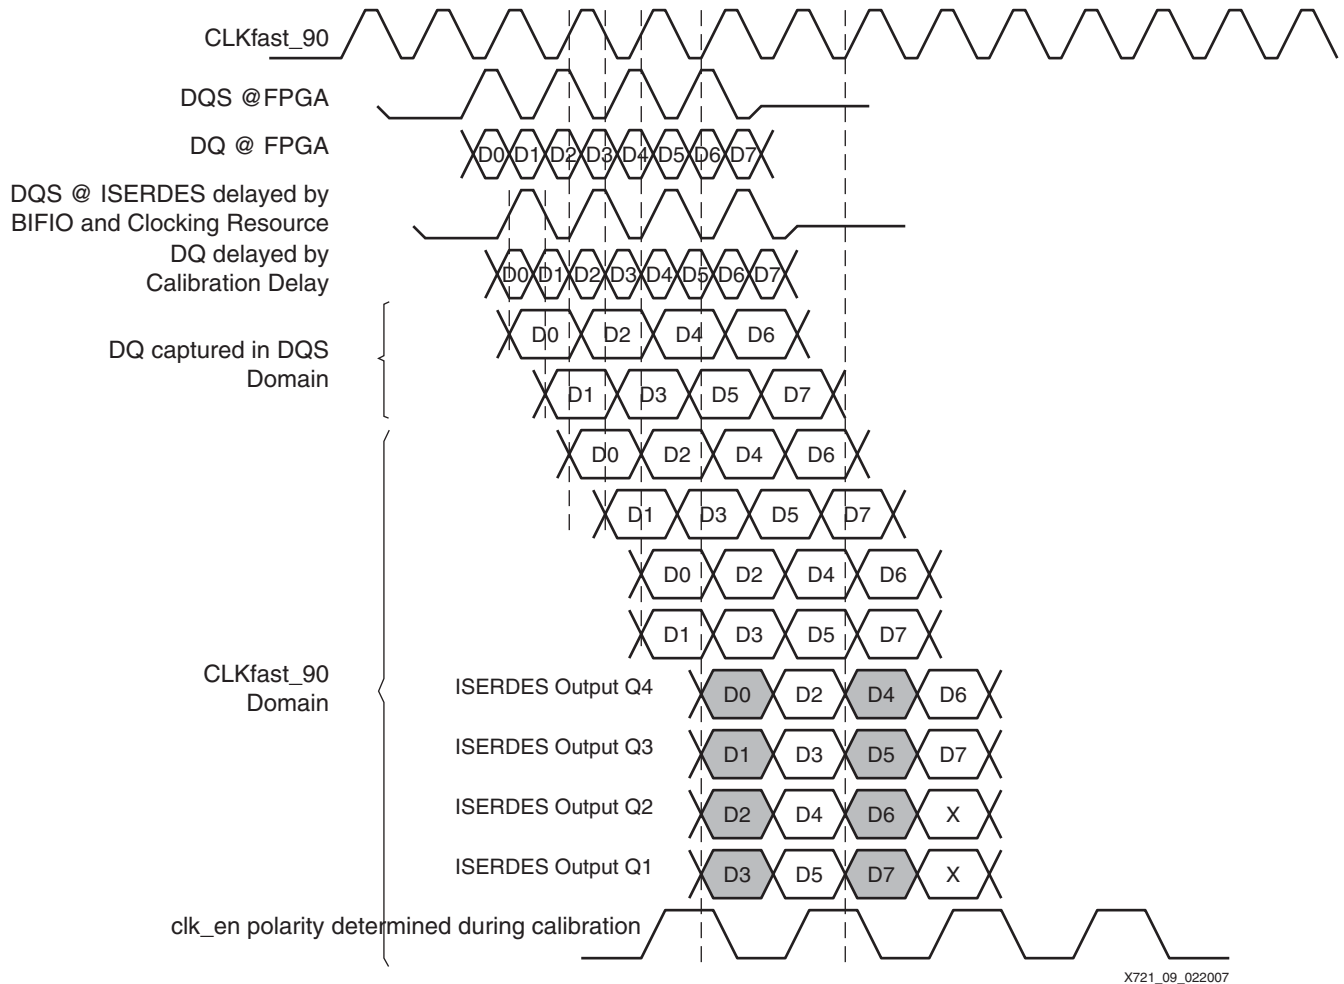 CLKfast_90
DQS @FPGA
DQ @ FPGA
D0 D1 D2 D3 D4 D5 D6 D7
DQS @ ISERDES delayed by
BIFIO and Clocking Resource
DQ delayed by
Calibration Delay
D0 D1 D2 D3 D4 D5 D6 D7
DQ captured in DQS
Domain
D0 D2 D4 D6
D1 D3 D5 D7
D0 D2 D4 D6
D1 D3 D5 D7
D0 D2 D4 D6
D1 D3 D5 D7
CLKfast_90
Domain
ISERDES Output Q4 D0 D2 D4 D6
ISERDES Output Q3 D1 D3 D5 D7
ISERDES Output Q2 D2 D4 D6 X
ISERDES Output Q1 D3 D5 D7 X
clk_en polarity determined during calibration
X721_09_022007